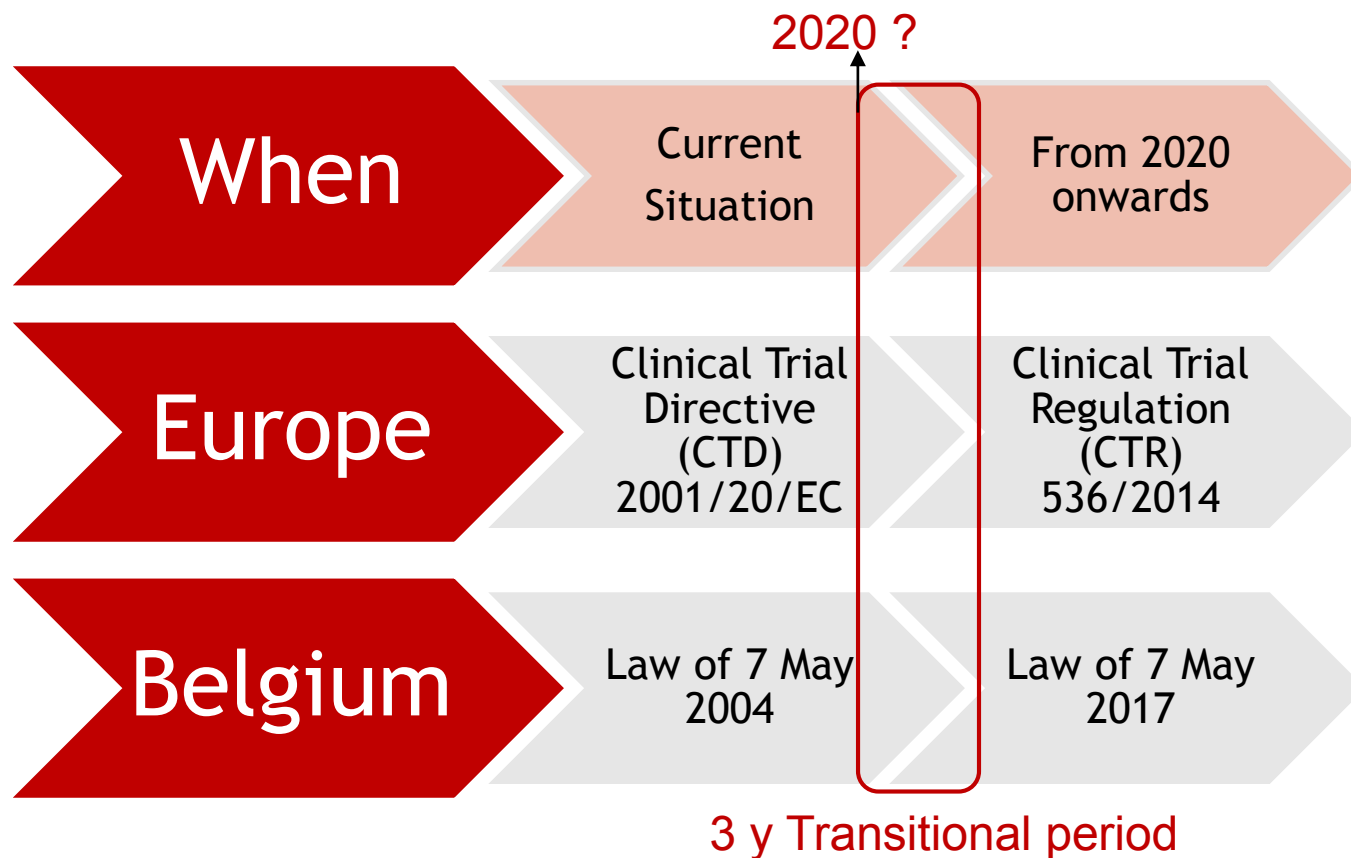 2020 ?
When
Current
Situation
From 2020
onwards
Europe
Clinical Trial
Directive
(CTD)
2001/20/EC
Clinical Trial
Regulation
(CTR)
536/2014
Belgium
Law of 7 May
2004
Law of 7 May
2017
3 y Transitional period